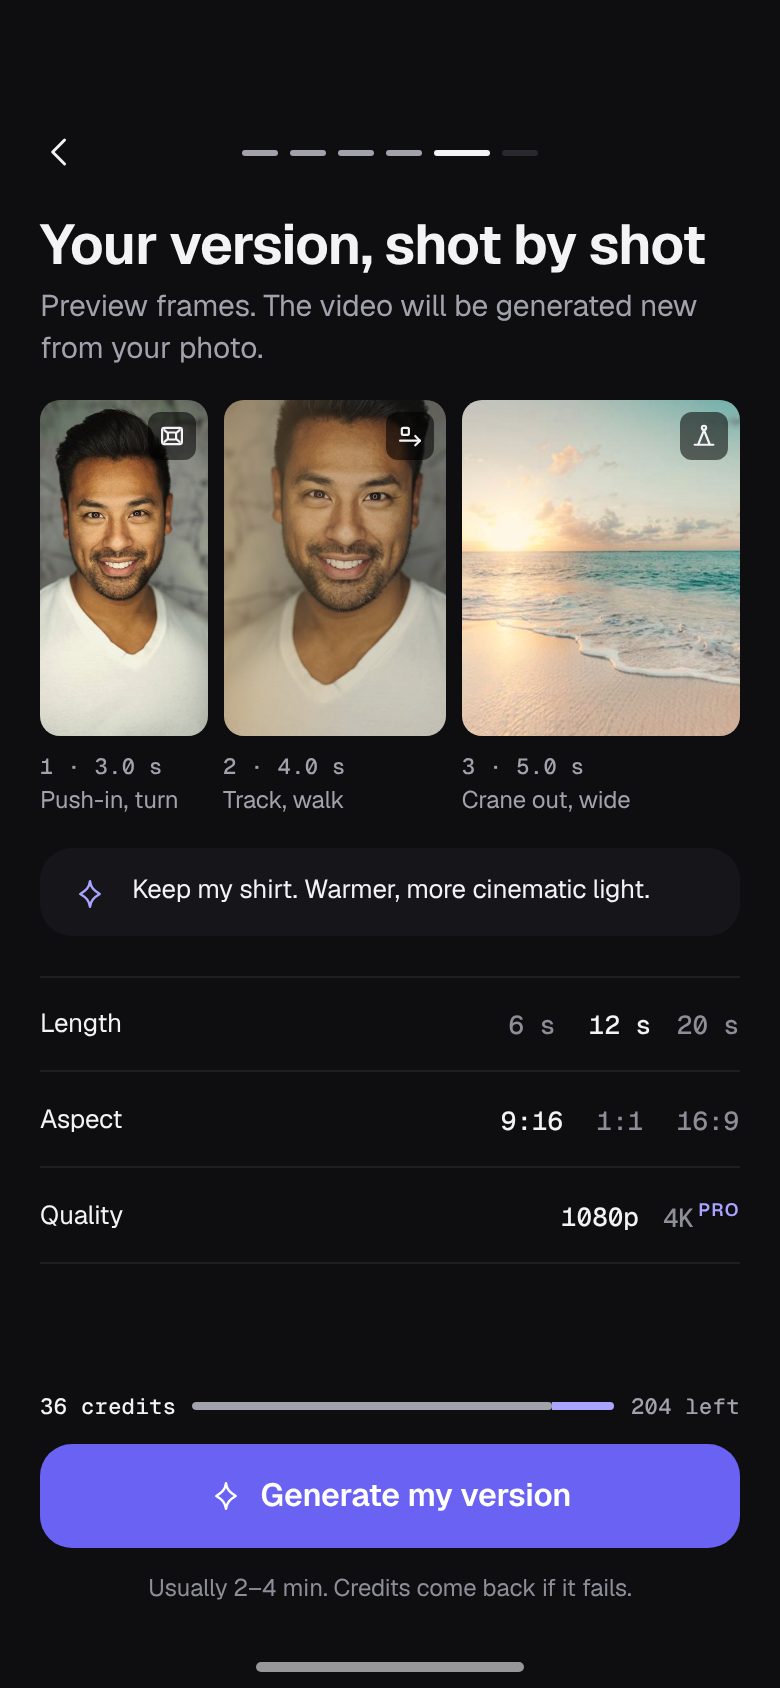 Your version, shot by shot
Preview frames. The video will be generated new
from your photo.
1 · 3.0 s
Push-in, turn
2 · 4.0 s
Track, walk
3 · 5.0 s
Crane out, wide
Keep my shirt. Warmer, more cinematic light.
Length 6 s 12 s 20 s
Aspect 9:16 1:1 16:9
Quality 1080p 4K PRO
36 credits 204 left
Generate my version
Usually 2–4 min. Credits come back if it fails.